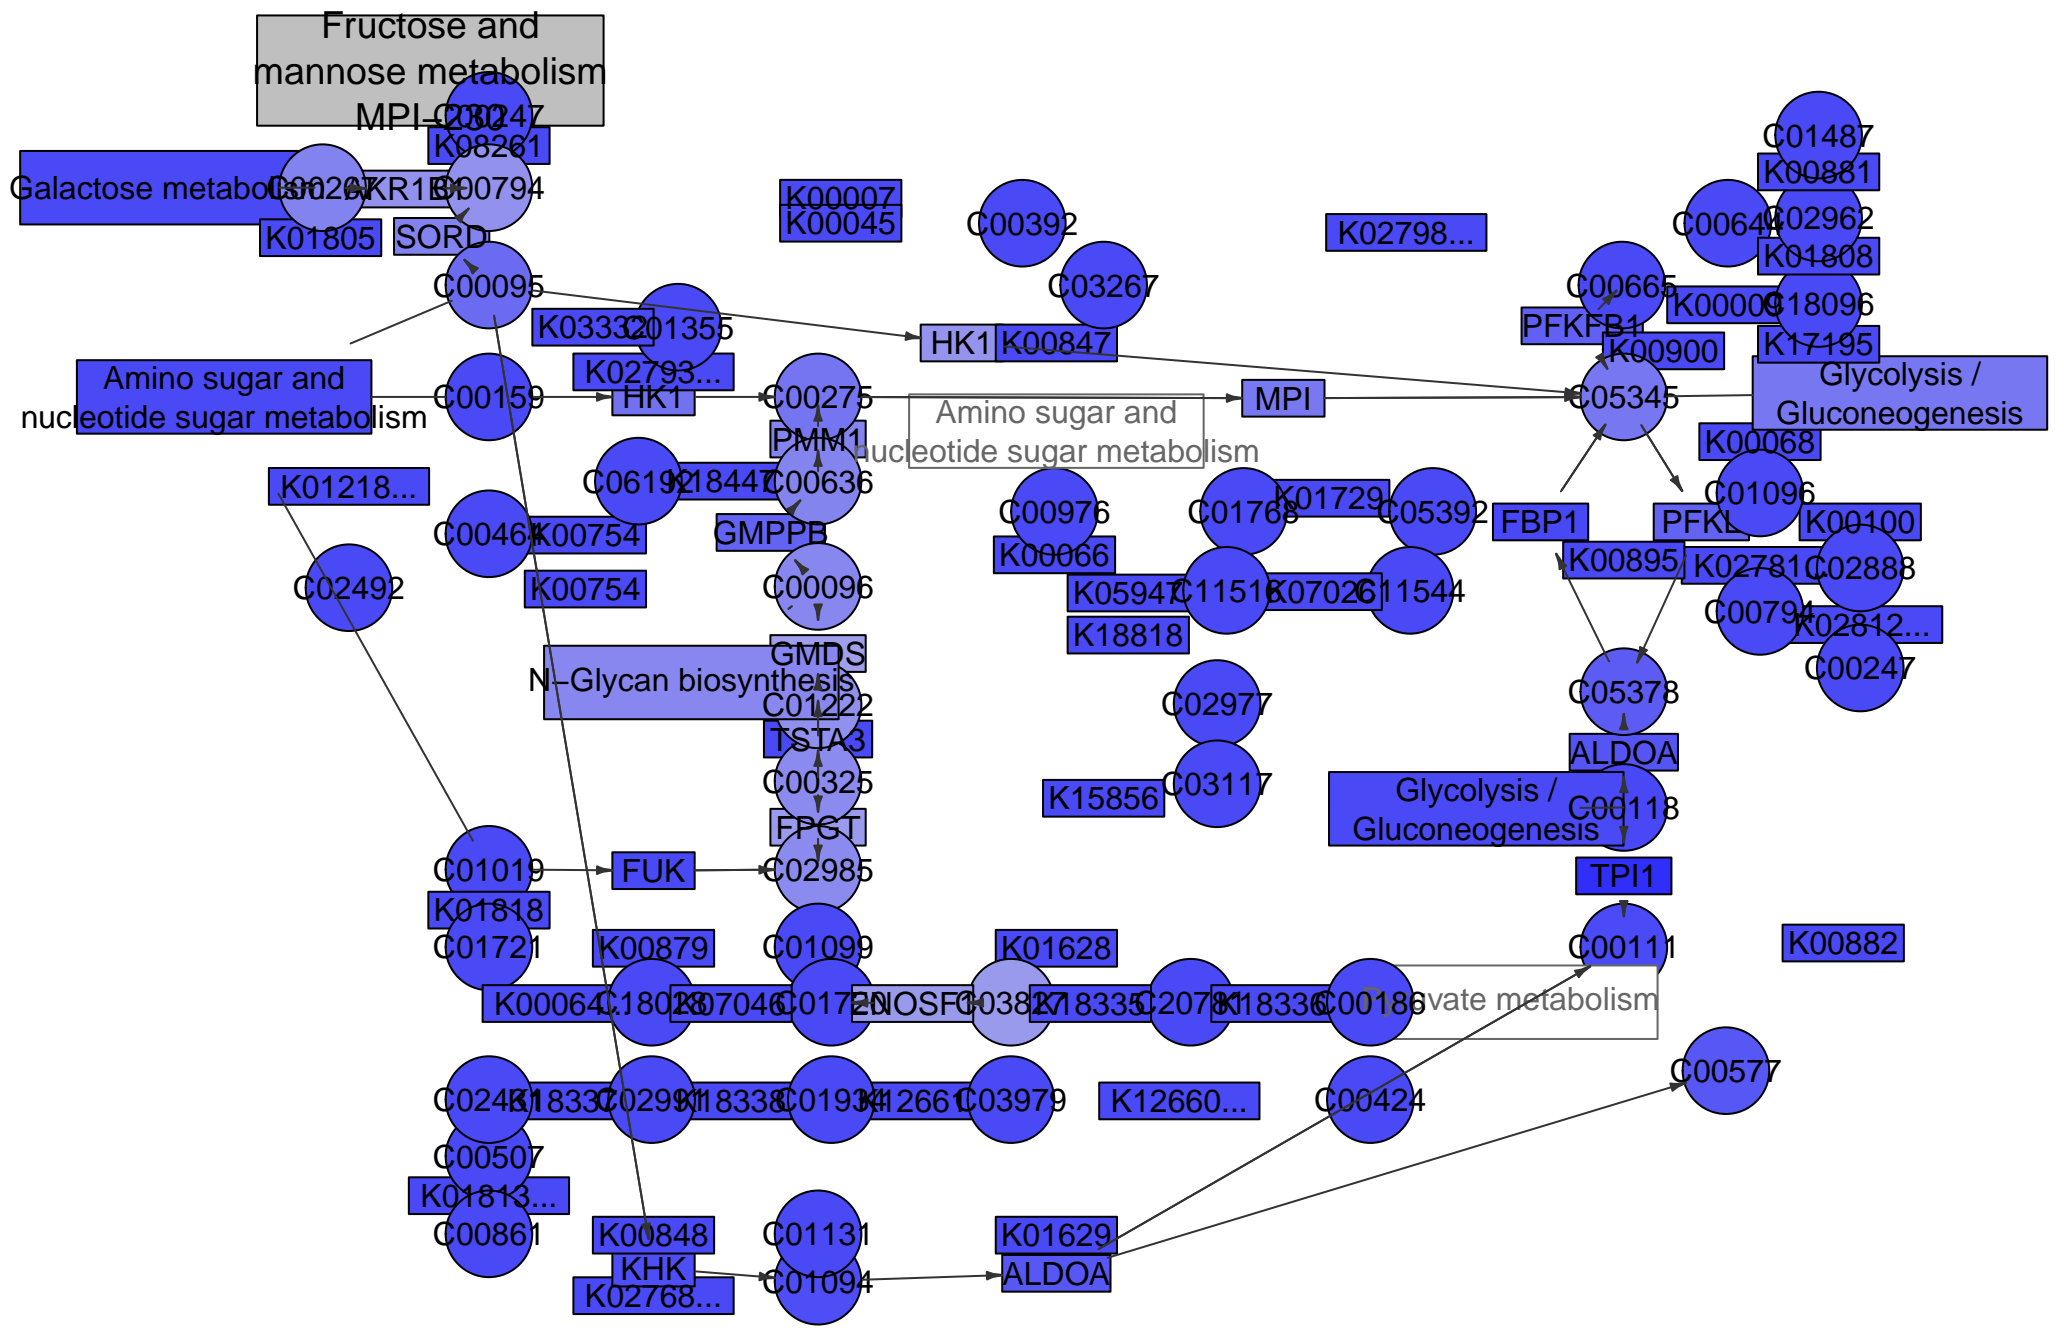 Fructose and
mannose metabolism
MPI−230
C00247
K08261
Galactose metabolism
C00267
AKR1B1
C00794
K01805
SORD
C00095
K00007
K00045
C00392
C03267
K02798...
C01487
K00881
C00644
C02962
K01808
C00665
K00009
C18096
K17195
PFKFB1
K00900
K03332
C01355
K02793...
HK1
K00847
Amino sugar and
nucleotide sugar metabolism
C00159
HK1
C00275
MPI
C05345
Glycolysis /
Gluconeogenesis
Amino sugar and
nucleotide sugar metabolism
PMM1
K00068
K01218...
C06192
K18447
C00636
C00976
K00066
C01768
K01729
C05392
C01096
K00100
C00464
K00754
GMPPB
FBP1
PFKL
K00895
K02781...
C02888
C02492
K00754
C00096
K05947
C11516
K07026
C11544
K18818
C00794
K02812...
C00247
GMDS
N−Glycan biosynthesis
C01222
TSTA3
C02977
C05378
ALDOA
C00325
C03117
K15856
Glycolysis /
Gluconeogenesis
C00118
FPGT
C01019
FUK
C02985
TPI1
K01818
C01721
K00879
C01099
K01628
C00111
K00882
K00064...
C18028
K07046
C01720
ENOSF1
C03827
K18335
C20781
K18336
C00186
Pyruvate metabolism
C02431
K18337
C02991
K18338
C01934
K12661
C03979
K12660...
C00424
C00577
C00507
K01813...
C00861
K00848
C01131
K01629
KHK
C01094
ALDOA
K02768...